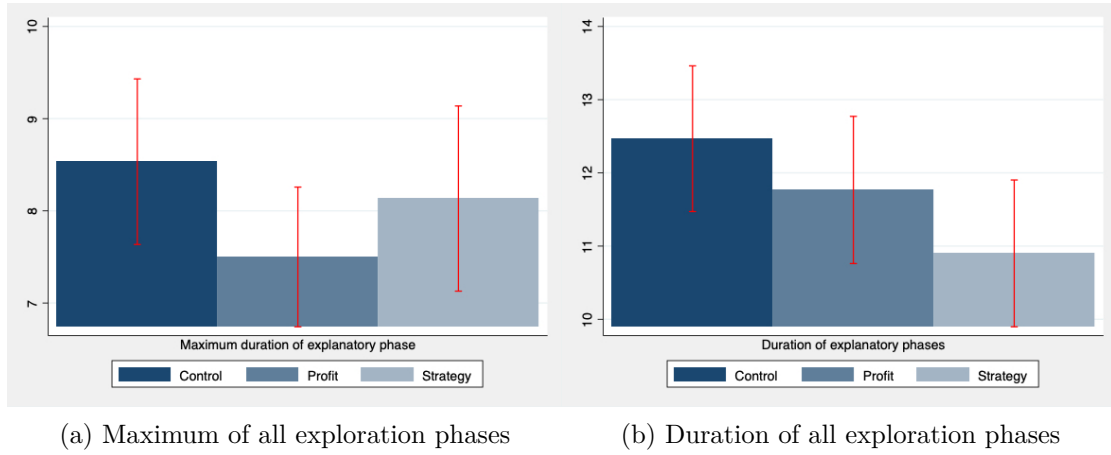 10
9
8
7
Maximum duration of explanatory phase
Control Profit Strategy
14
13
12
11
10
Duration of explanatory phases
Control Profit Strategy
(a) Maximum of all exploration phases
(b) Duration of all exploration phases